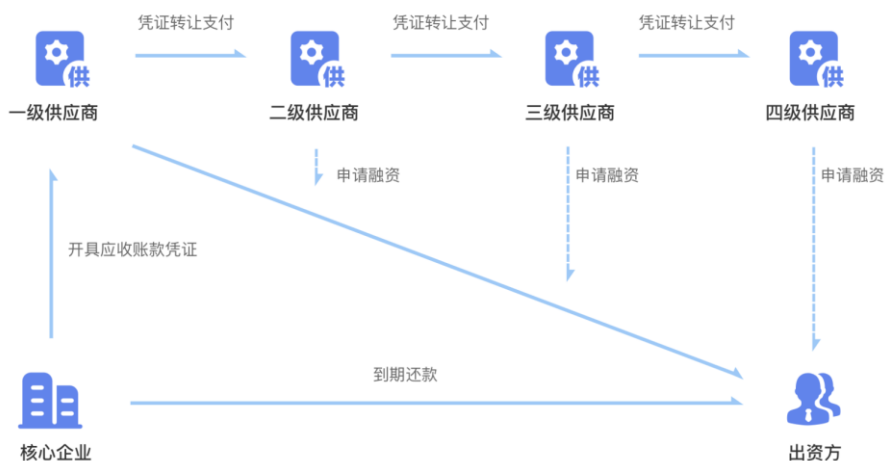 凭证转让支付
凭证转让支付
凭证转让支付
供
供
供
供
一级供应商
二级供应商
三级供应商
四级供应商
申请融资
申请融资
申请融资
开具应收账款凭证
到期还款
核心企业
出资方